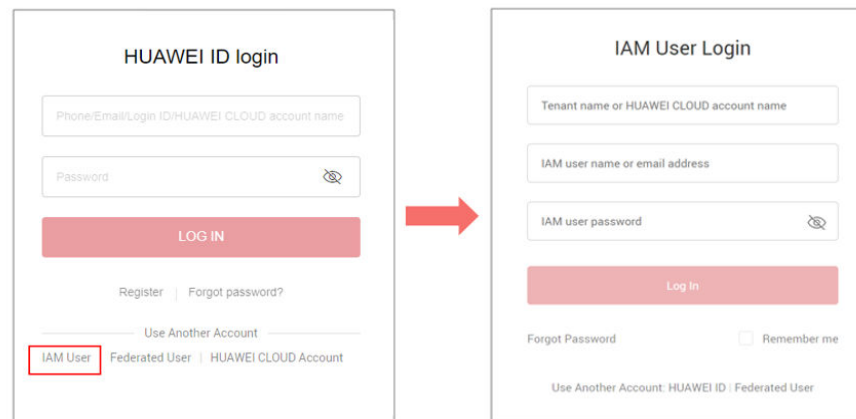 HUAWEI ID login
Phone/Email/Login ID/HUAWEI CLOUD account name
Password
LOG IN
Register | Forgot password?
Use Another Account
IAM User Federated User | HUAWEI CLOUD Account
IAM User Login
Tenant name or HUAWEI CLOUD account name
IAM user name or email address
IAM user password
Log In
Forgot Password Remember me
Use Another Account: HUAWEI ID | Federated User